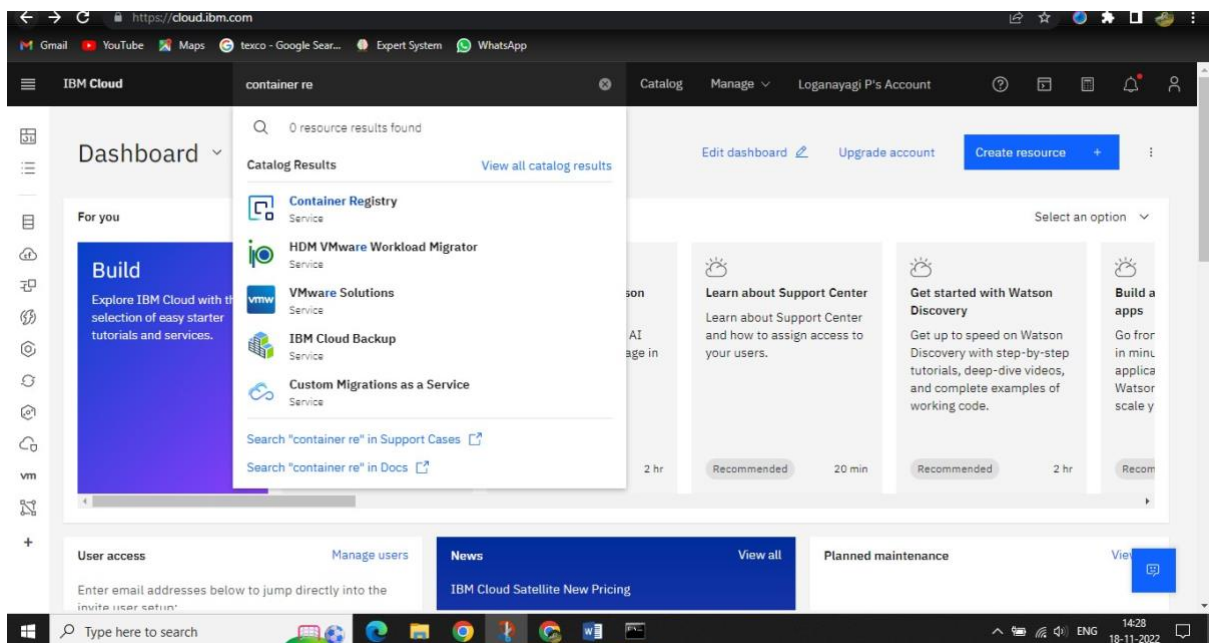 https://cloud.ibm.com
Gmail YouTube Maps texco - Google Sear... Expert System WhatsApp
IBM Cloud container re Catalog Manage Loganayagi P's Account
0 resource results found
Dashboard
Edit dashboard Upgrade account Create resource +
Catalog Results View all catalog results
For you
Select an option
Container Registry
Service
HDM VMware Workload Migrator
Service
vmw
VMware Solutions
Service
IBM Cloud Backup
Service
Custom Migrations as a Service
Service
Search "container re" in Support Cases
Search "container re" in Docs
Build
Explore IBM Cloud with th
selection of easy starter
tutorials and services.
son
AI
age in
2 hr
Learn about Support Center
Learn about Support Center
and how to assign access to
your users.
Recommended 20 min
Get started with Watson
Discovery
Get up to speed on Watson
Discovery with step-by-step
tutorials, deep-dive videos,
and complete examples of
working code.
Recommended 2 hr
Build a
apps
Go from
in minu
applica
Watson
scale y
Recom
vm
User access Manage users
Enter email addresses below to jump directly into the
invite user setup:
News View all
IBM Cloud Satellite New Pricing
Planned maintenance Vie
Type here to search
ENG
14:28
18-11-2022